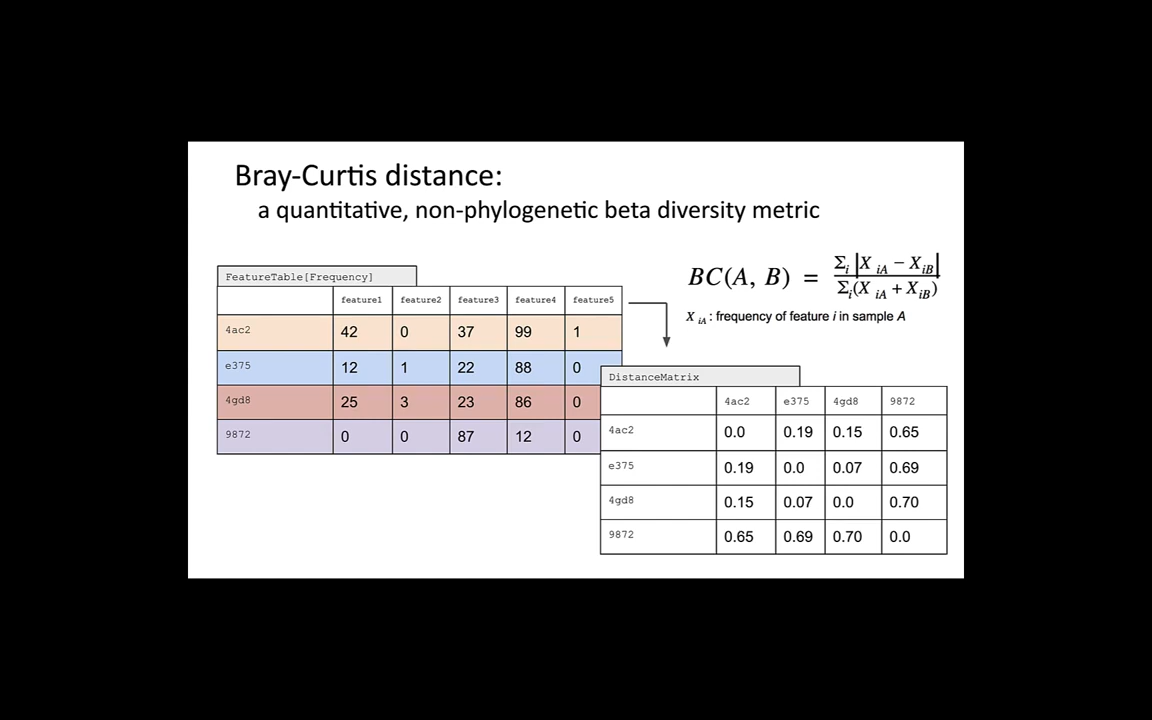 Bray-Curtis distance:
a quantitative, non-phylogenetic beta diversity metric
FeatureTable[Frequency]
feature1 feature2 feature3 feature4 feature5
4ac2 42 0 37 99 1
e375 12 1 22 88 0
4gd8 25 3 23 86 0
9872 0 0 87 12 0
BC(A, B) = Σi |X iA − XiB| / Σi(X iA + XiB)
X iA : frequency of feature i in sample A
DistanceMatrix
4ac2 e375 4gd8 9872
4ac2 0.0 0.19 0.15 0.65
e375 0.19 0.0 0.07 0.69
4gd8 0.15 0.07 0.0 0.70
9872 0.65 0.69 0.70 0.0